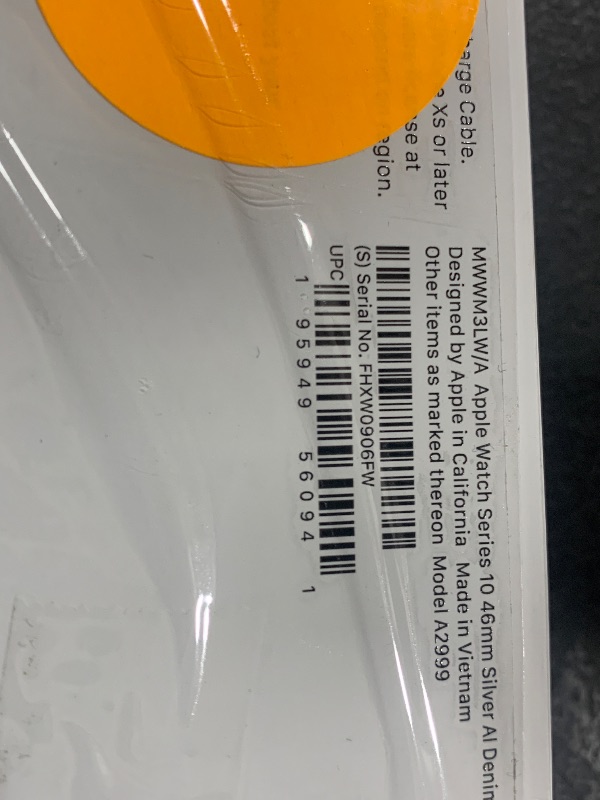 harge Cable.
Xs or later
se at
egion.
MWWM3LW/A Apple Watch Series 10 46mm Silver Al Denim
Designed by Apple in California Made in Vietnam
Other items as marked thereon Model A2999
(S) Serial No. FHXW0906FW
UPC
1 95949 56094 1